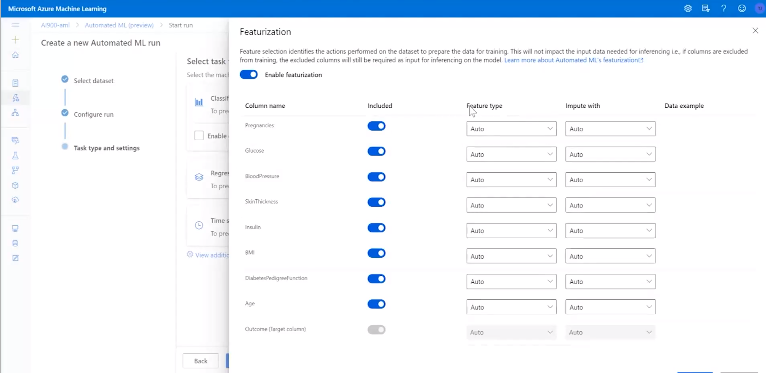 Microsoft Azure Machine Learning
AI900-aml > Automated ML (preview) > Start run
Create a new Automated ML run
Select dataset
Configure run
Task type and settings
Select task
Select the mac
Classif
To pre
Enable
Regre
To pre
Time s
To pre
View additi
Back
Featurization
Feature selection identifies the actions performed on the dataset to prepare the data for training. This will not impact the input data needed for inferencing i.e., if columns are excluded
from training, the excluded columns will still be required as input for inferencing on the model. Learn more about Automated ML's featurization
Enable featurization
Column name Included Feature type Impute with Data example
Pregnancies Auto Auto
Glucose Auto Auto
BloodPressure Auto Auto
SkinThickness Auto Auto
Insulin Auto Auto
BMI Auto Auto
DiabetesPedigreeFunction Auto Auto
Age Auto Auto
Outcome (Target column) Auto Auto